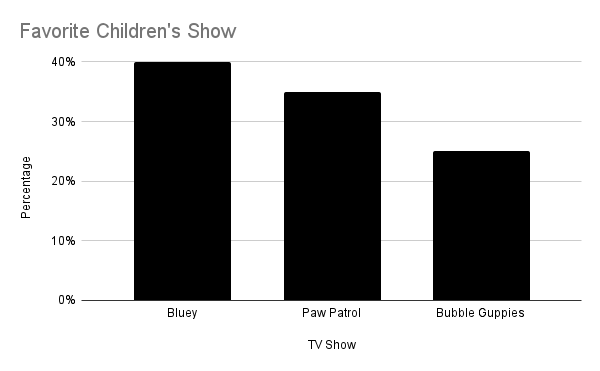 Favorite Children's Show
40%
30%
20%
10%
0%
Percentage
Bluey Paw Patrol Bubble Guppies
TV Show